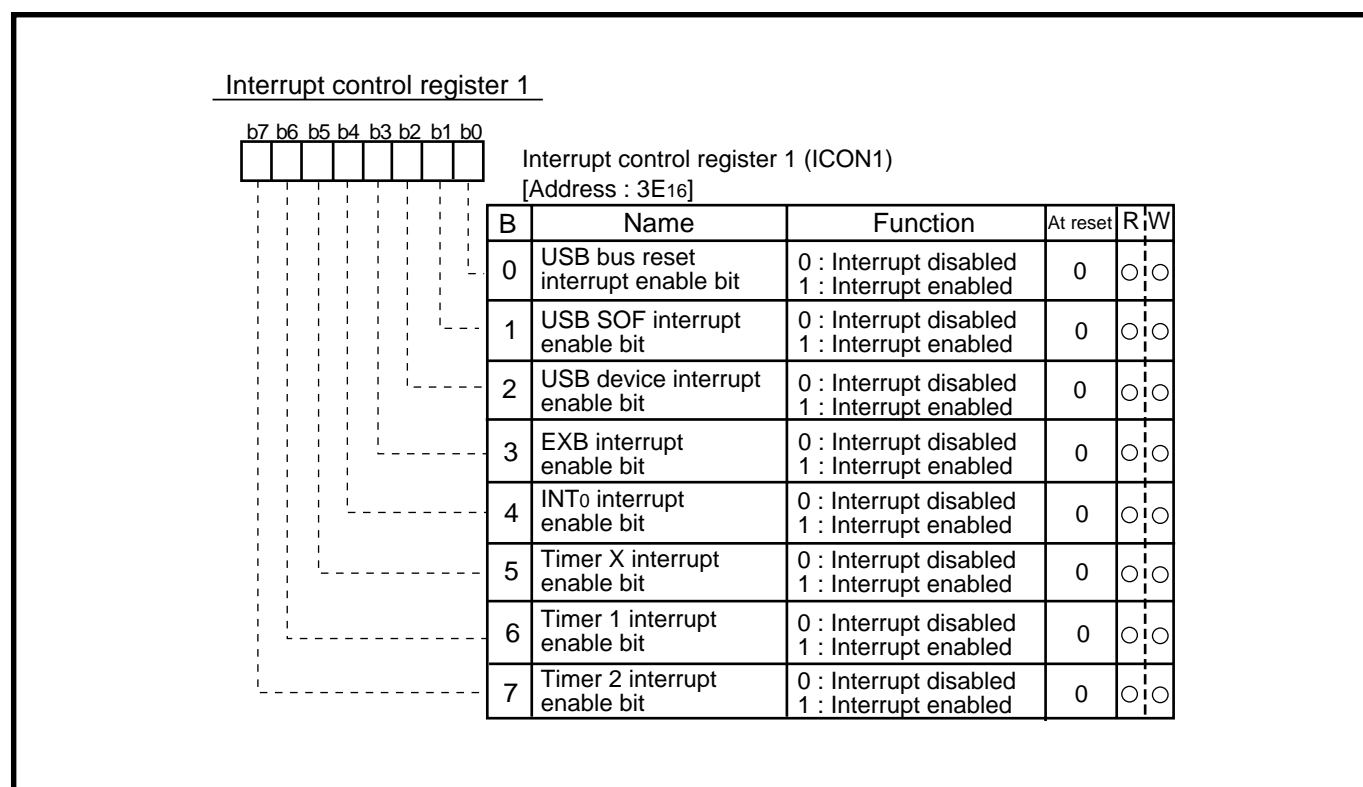 Interrupt control register 1
b7 b6 b5 b4 b3 b2 b1 b0
Interrupt control register 1 (ICON1)
[Address : 3E16]
B Name Function At reset R W
0 USB bus reset interrupt enable bit 0 : Interrupt disabled 1 : Interrupt enabled 0 ○ ○
1 USB SOF interrupt enable bit 0 : Interrupt disabled 1 : Interrupt enabled 0 ○ ○
2 USB device interrupt enable bit 0 : Interrupt disabled 1 : Interrupt enabled 0 ○ ○
3 EXB interrupt enable bit 0 : Interrupt disabled 1 : Interrupt enabled 0 ○ ○
4 INT0 interrupt enable bit 0 : Interrupt disabled 1 : Interrupt enabled 0 ○ ○
5 Timer X interrupt enable bit 0 : Interrupt disabled 1 : Interrupt enabled 0 ○ ○
6 Timer 1 interrupt enable bit 0 : Interrupt disabled 1 : Interrupt enabled 0 ○ ○
7 Timer 2 interrupt enable bit 0 : Interrupt disabled 1 : Interrupt enabled 0 ○ ○